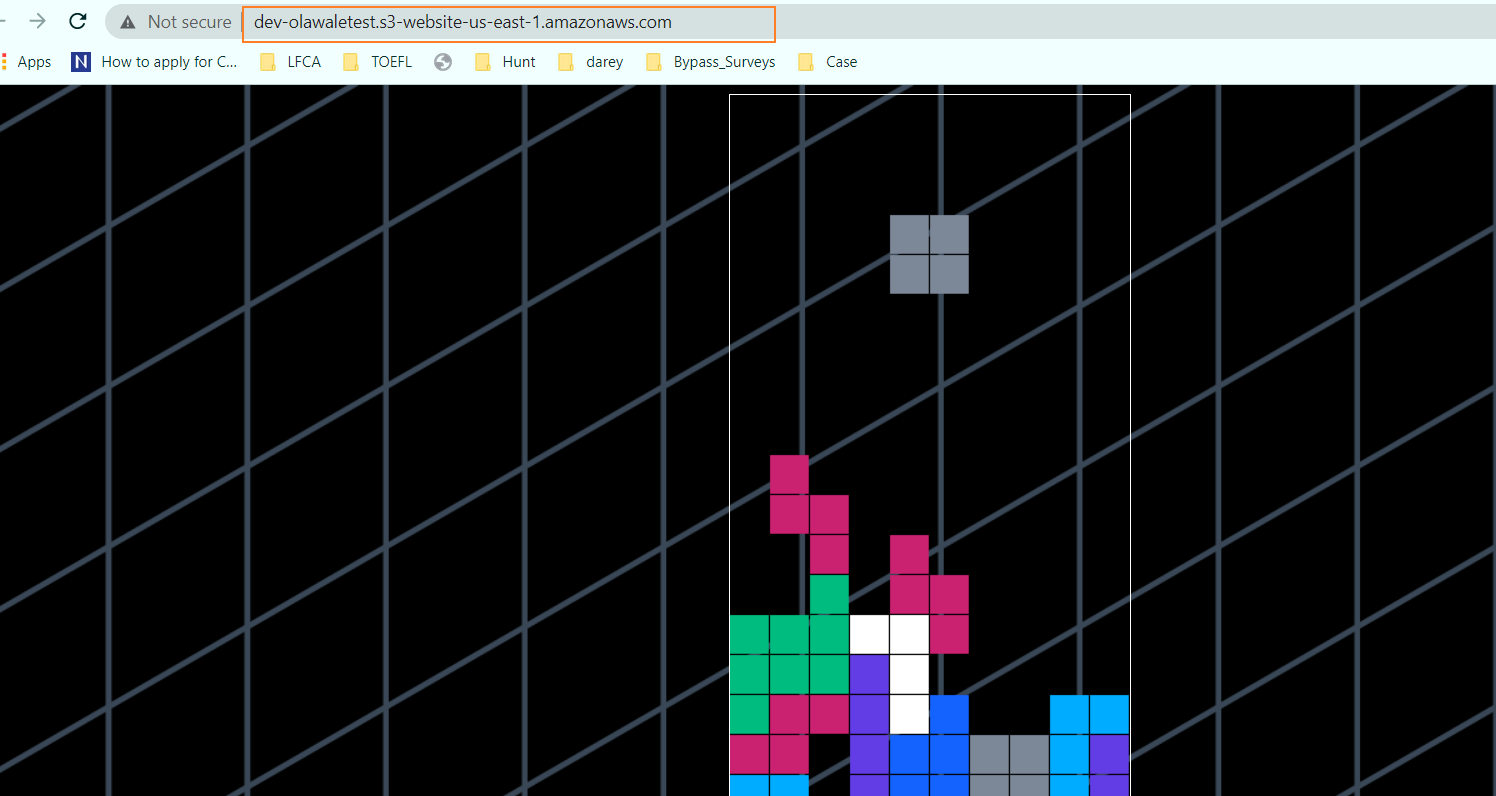 Not secure dev-olawaletest.s3-website-us-east-1.amazonaws.com
Apps N How to apply for C... LFCA TOEFL Hunt darey Bypass_Surveys Case